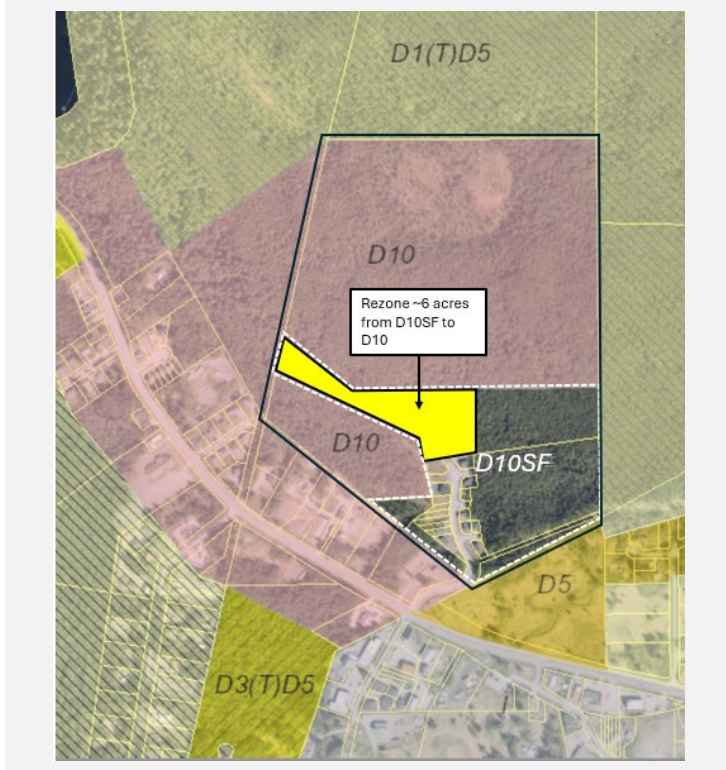 D1(T)D5
D10
Rezone ~6 acres
from D10SF to
D10
D10
D10SF
D5
D3(T)D5
I